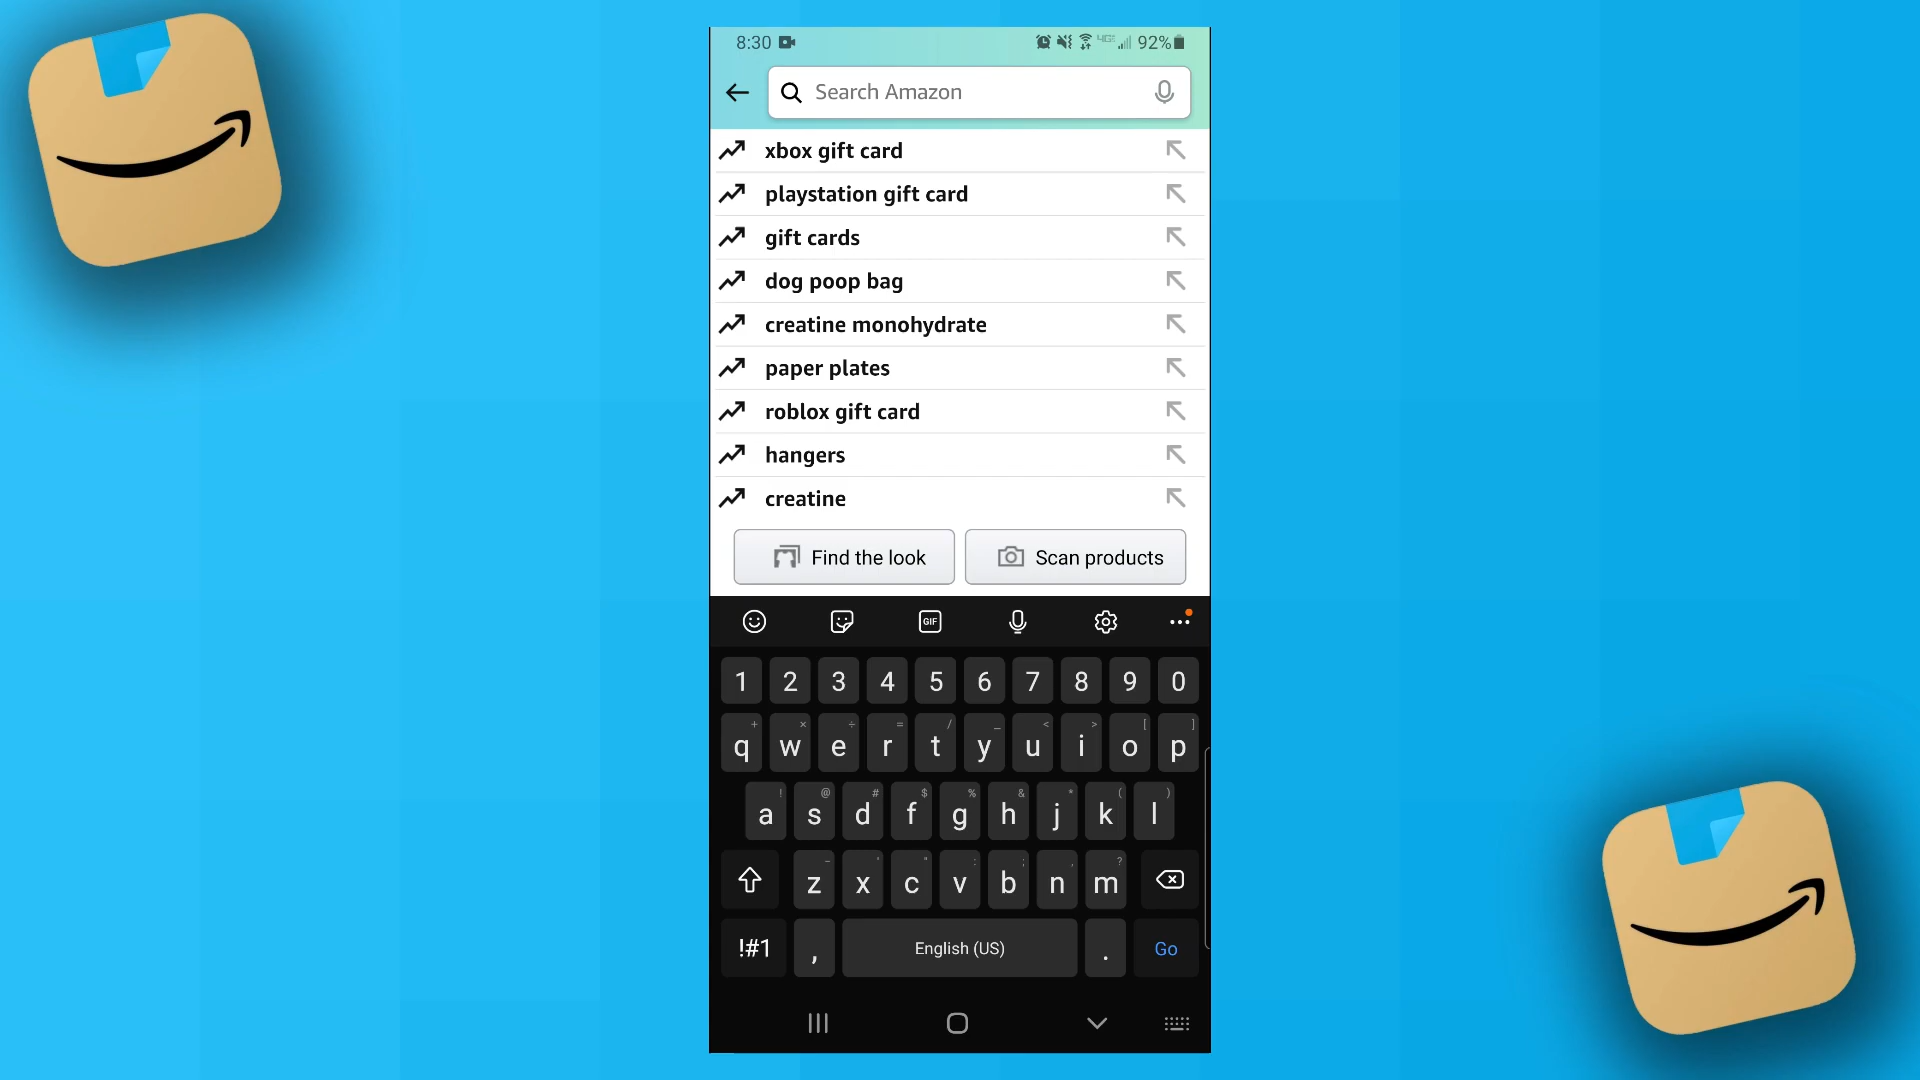 8:30 92%
Search Amazon
xbox gift card
playstation gift card
gift cards
dog poop bag
creatine monohydrate
paper plates
roblox gift card
hangers
creatine
Find the look Scan products
GIF
1 2 3 4 5 6 7 8 9 0
+ × ÷ = / _ < > [ ]
q w e r t y u i o p
! @ # $ % & * ( )
a s d f g h j k l
- ' " : ; , ?
z x c v b n m
!#1 , English (US) . Go